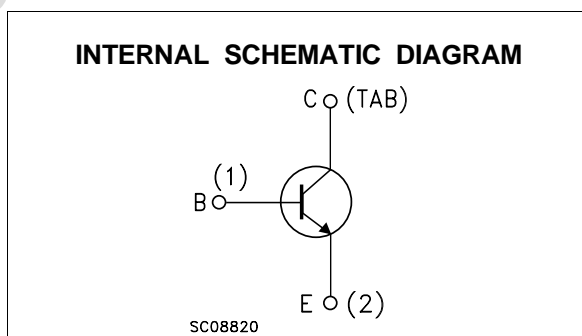 INTERNAL SCHEMATIC DIAGRAM
C (TAB)
(1)
B
E (2)
SC08820